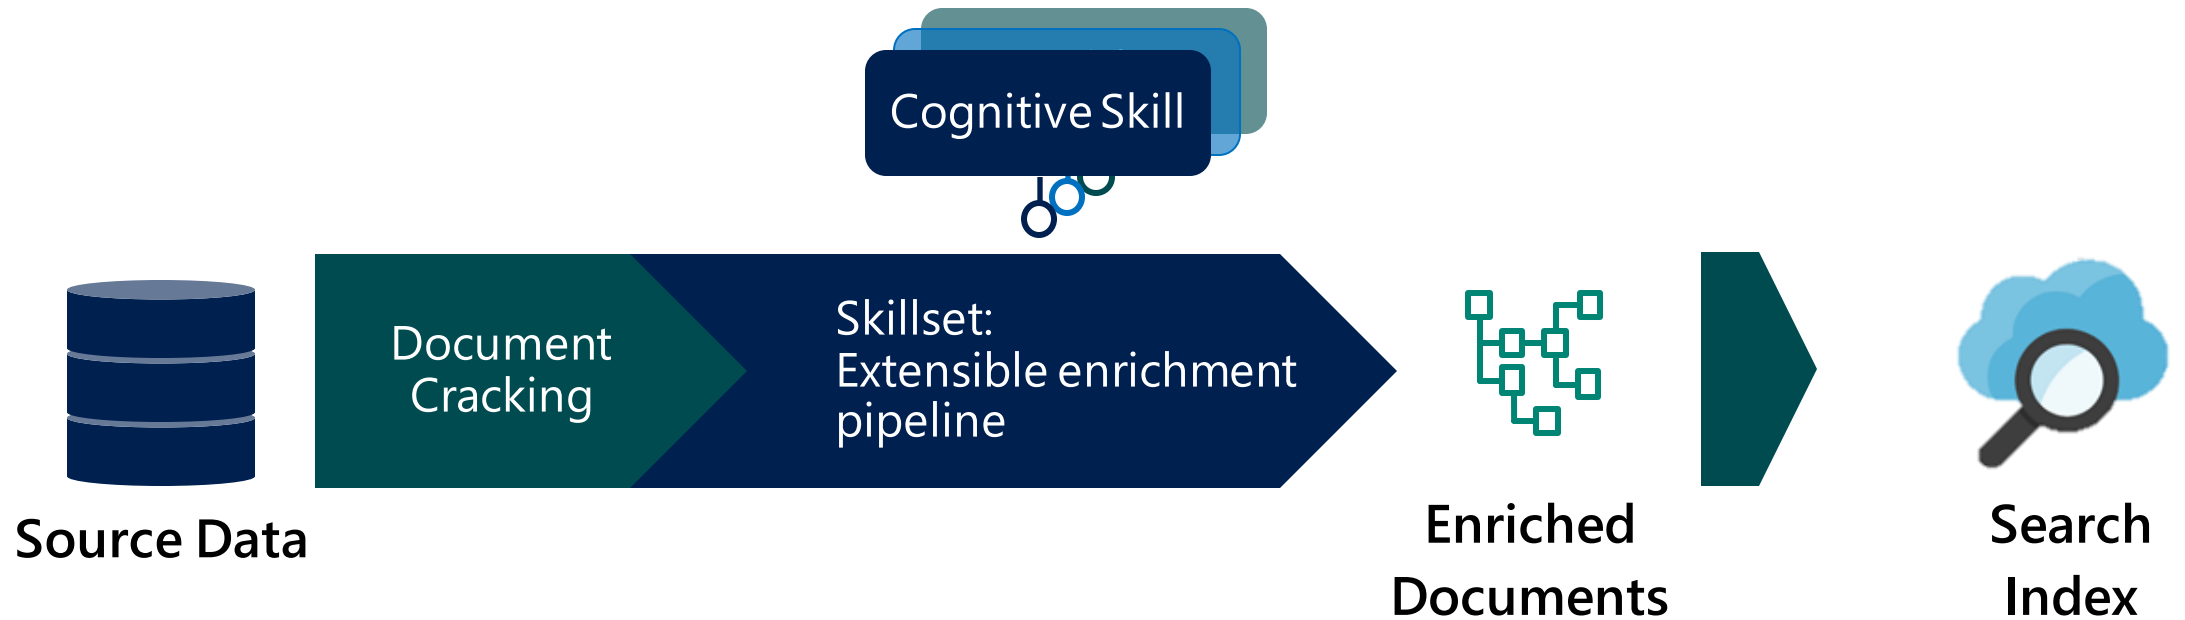 Cognitive Skill
Source Data
Document
Cracking
Skillset:
Extensible enrichment
pipeline
Enriched
Documents
Search
Index